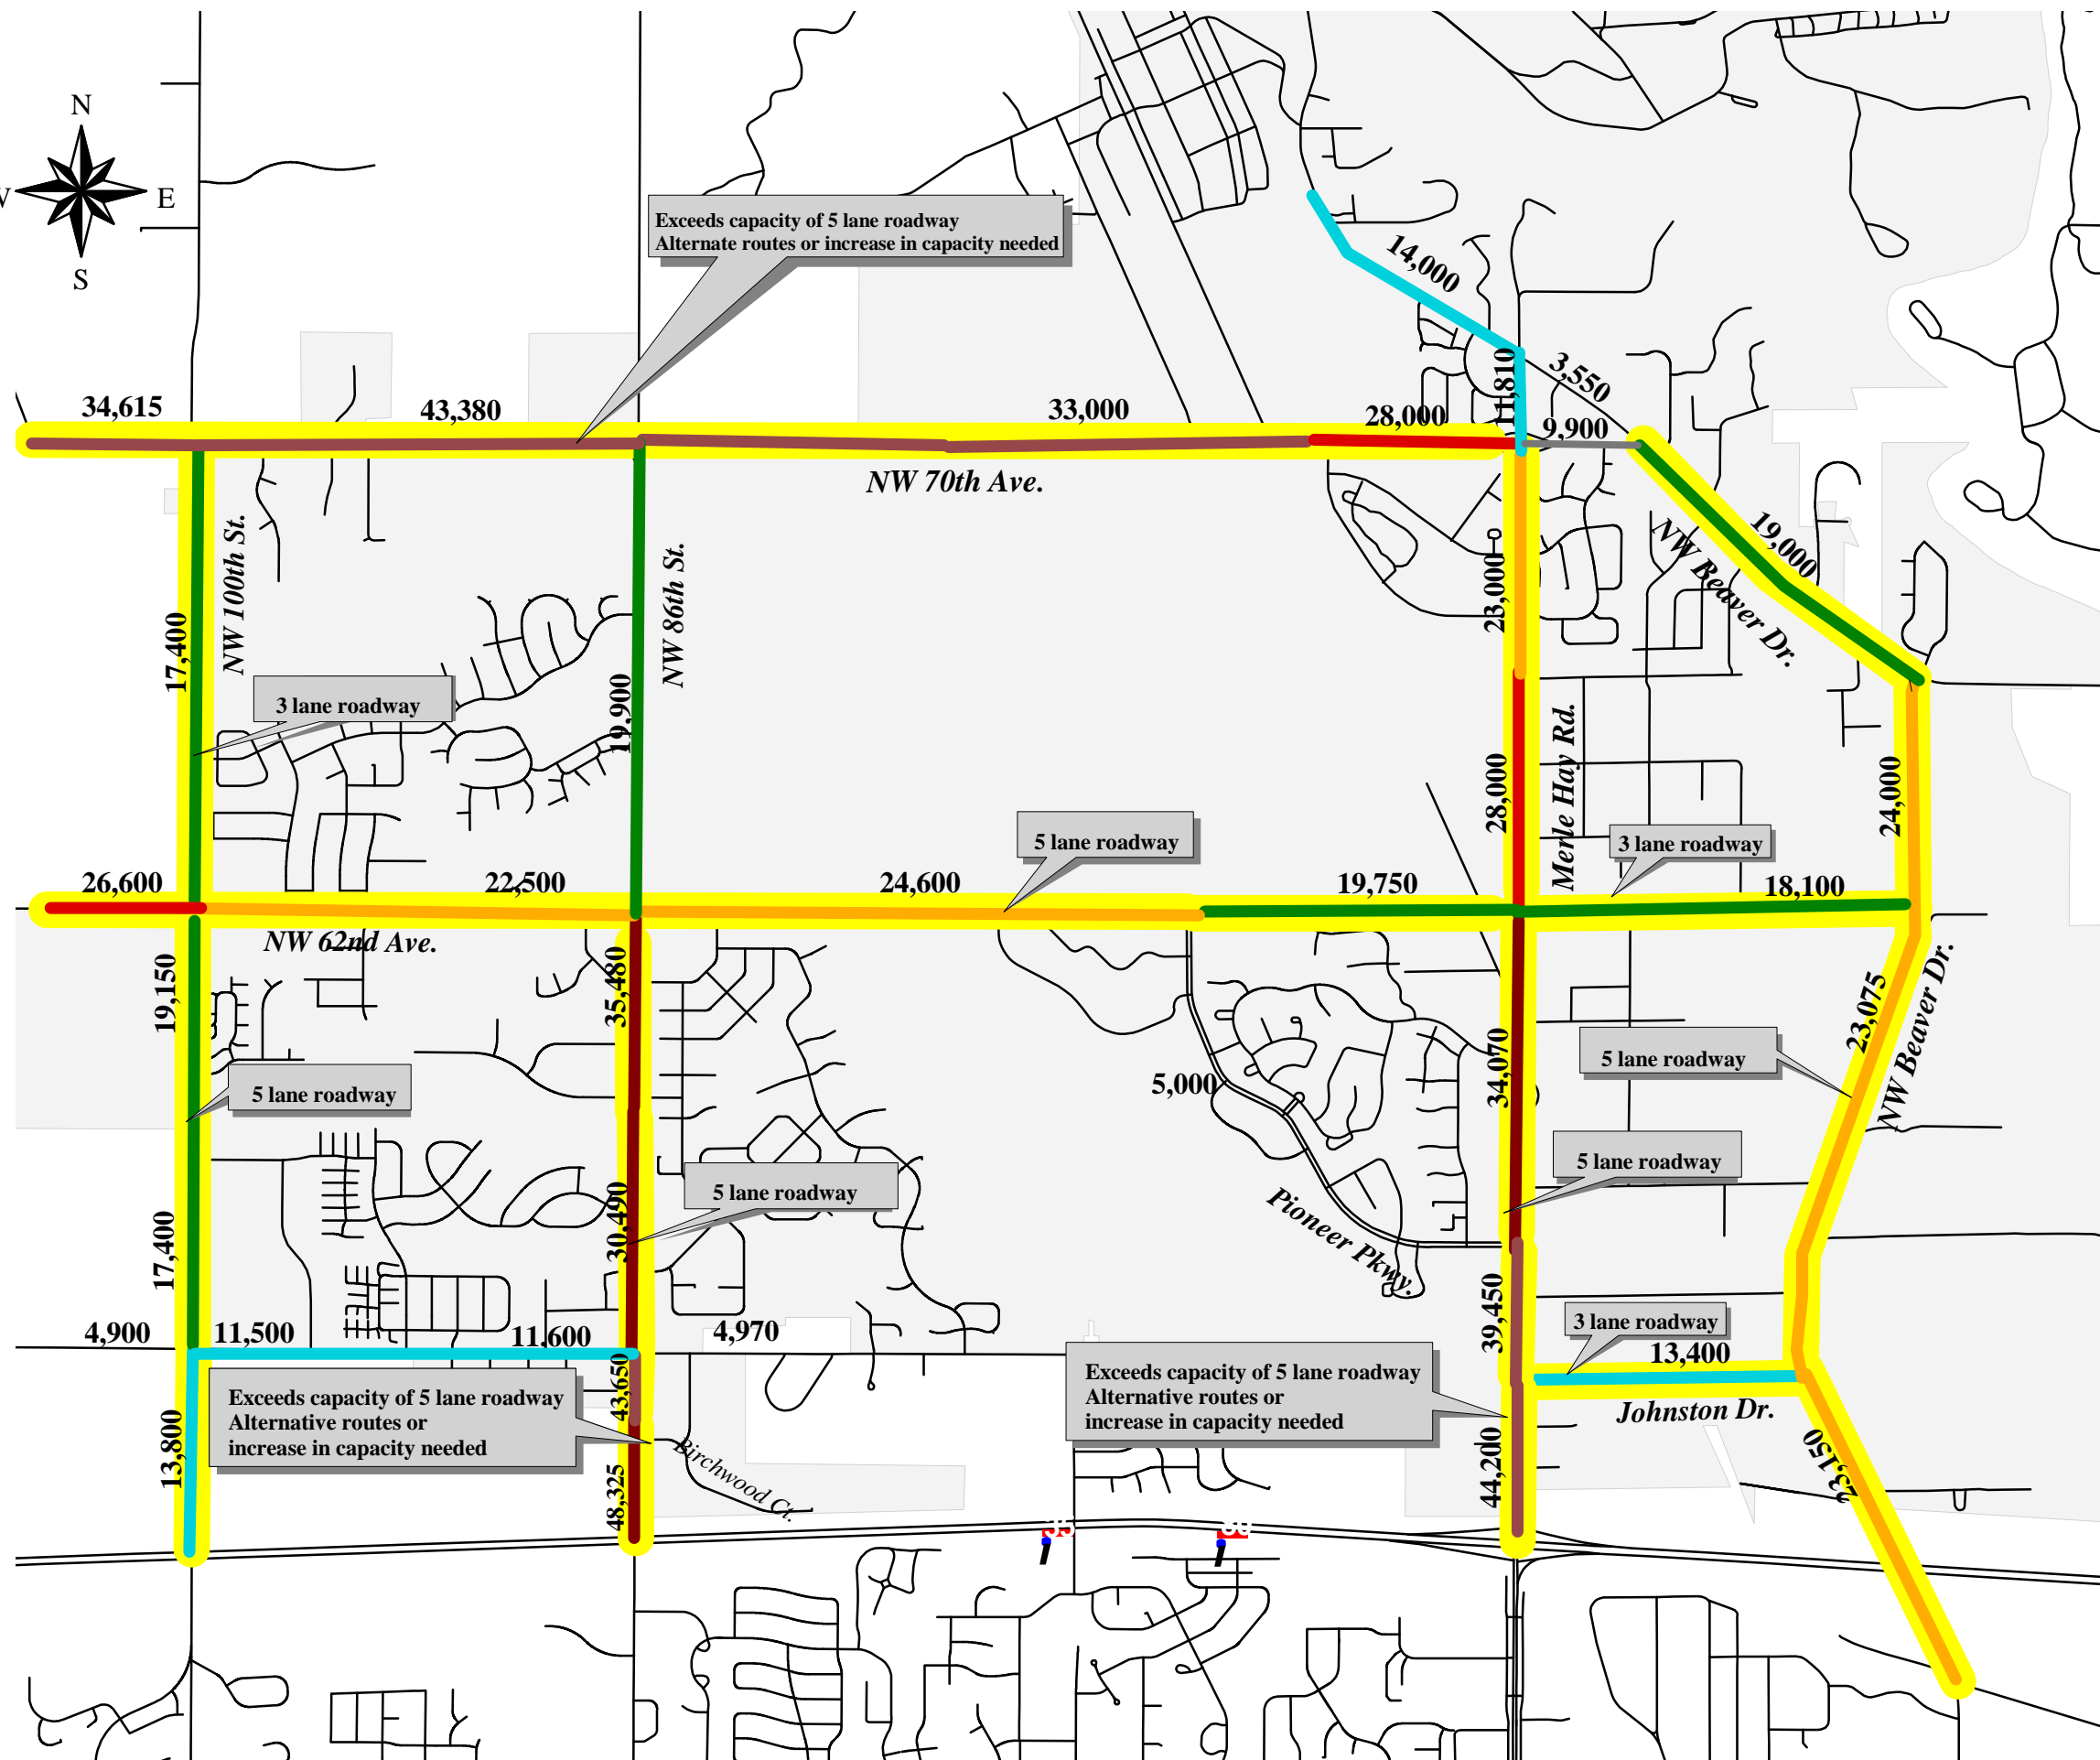 N
E
S
Exceeds capacity of 5 lane roadway
Alternate routes or increase in capacity needed
14,000
11,810
3,550
34,615
43,380
33,000
28,000
9,900
NW 70th Ave.
NW 100th St.
NW 86th St.
17,400
19,900
23,000
NW Beaver Dr.
19,000
3 lane roadway
28,000
Merle Hay Rd.
24,000
5 lane roadway
3 lane roadway
26,600
22,500
24,600
19,750
18,100
NW 62nd Ave.
19,150
35,480
34,070
23,075
NW Beaver Dr.
5 lane roadway
5 lane roadway
5,000
5 lane roadway
5 lane roadway
Pioneer Pkwy.
17,400
30,490
39,450
4,900
11,500
11,600
4,970
3 lane roadway
13,400
Johnston Dr.
43,650
Exceeds capacity of 5 lane roadway
Alternative routes or
increase in capacity needed
Exceeds capacity of 5 lane roadway
Alternative routes or
increase in capacity needed
13,800
48,325
Birchwood Ct.
44,200
23,150